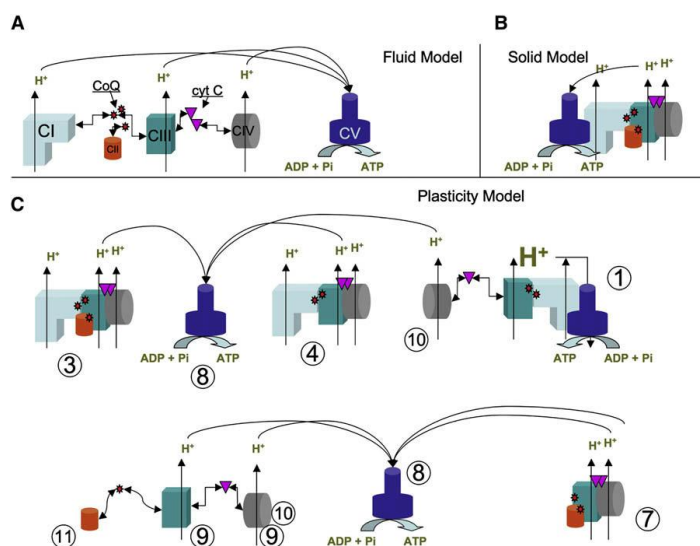 A
B
Fluid Model
Solid Model
H⁺ H⁺ H⁺
H⁺ H⁺ H⁺
CoQ
cyt C
CI
CII
CIII
CIV
CV
ADP + Pi ATP
ADP + Pi ATP
Plasticity Model
C
H⁺ H⁺ H⁺
H⁺ H⁺ H⁺
H⁺
H⁺
1
3
8
4
10
ADP + Pi ATP
ATP ADP + Pi
H⁺ H⁺
H⁺ H⁺
8
11
9
10
9
7
ADP + Pi ATP